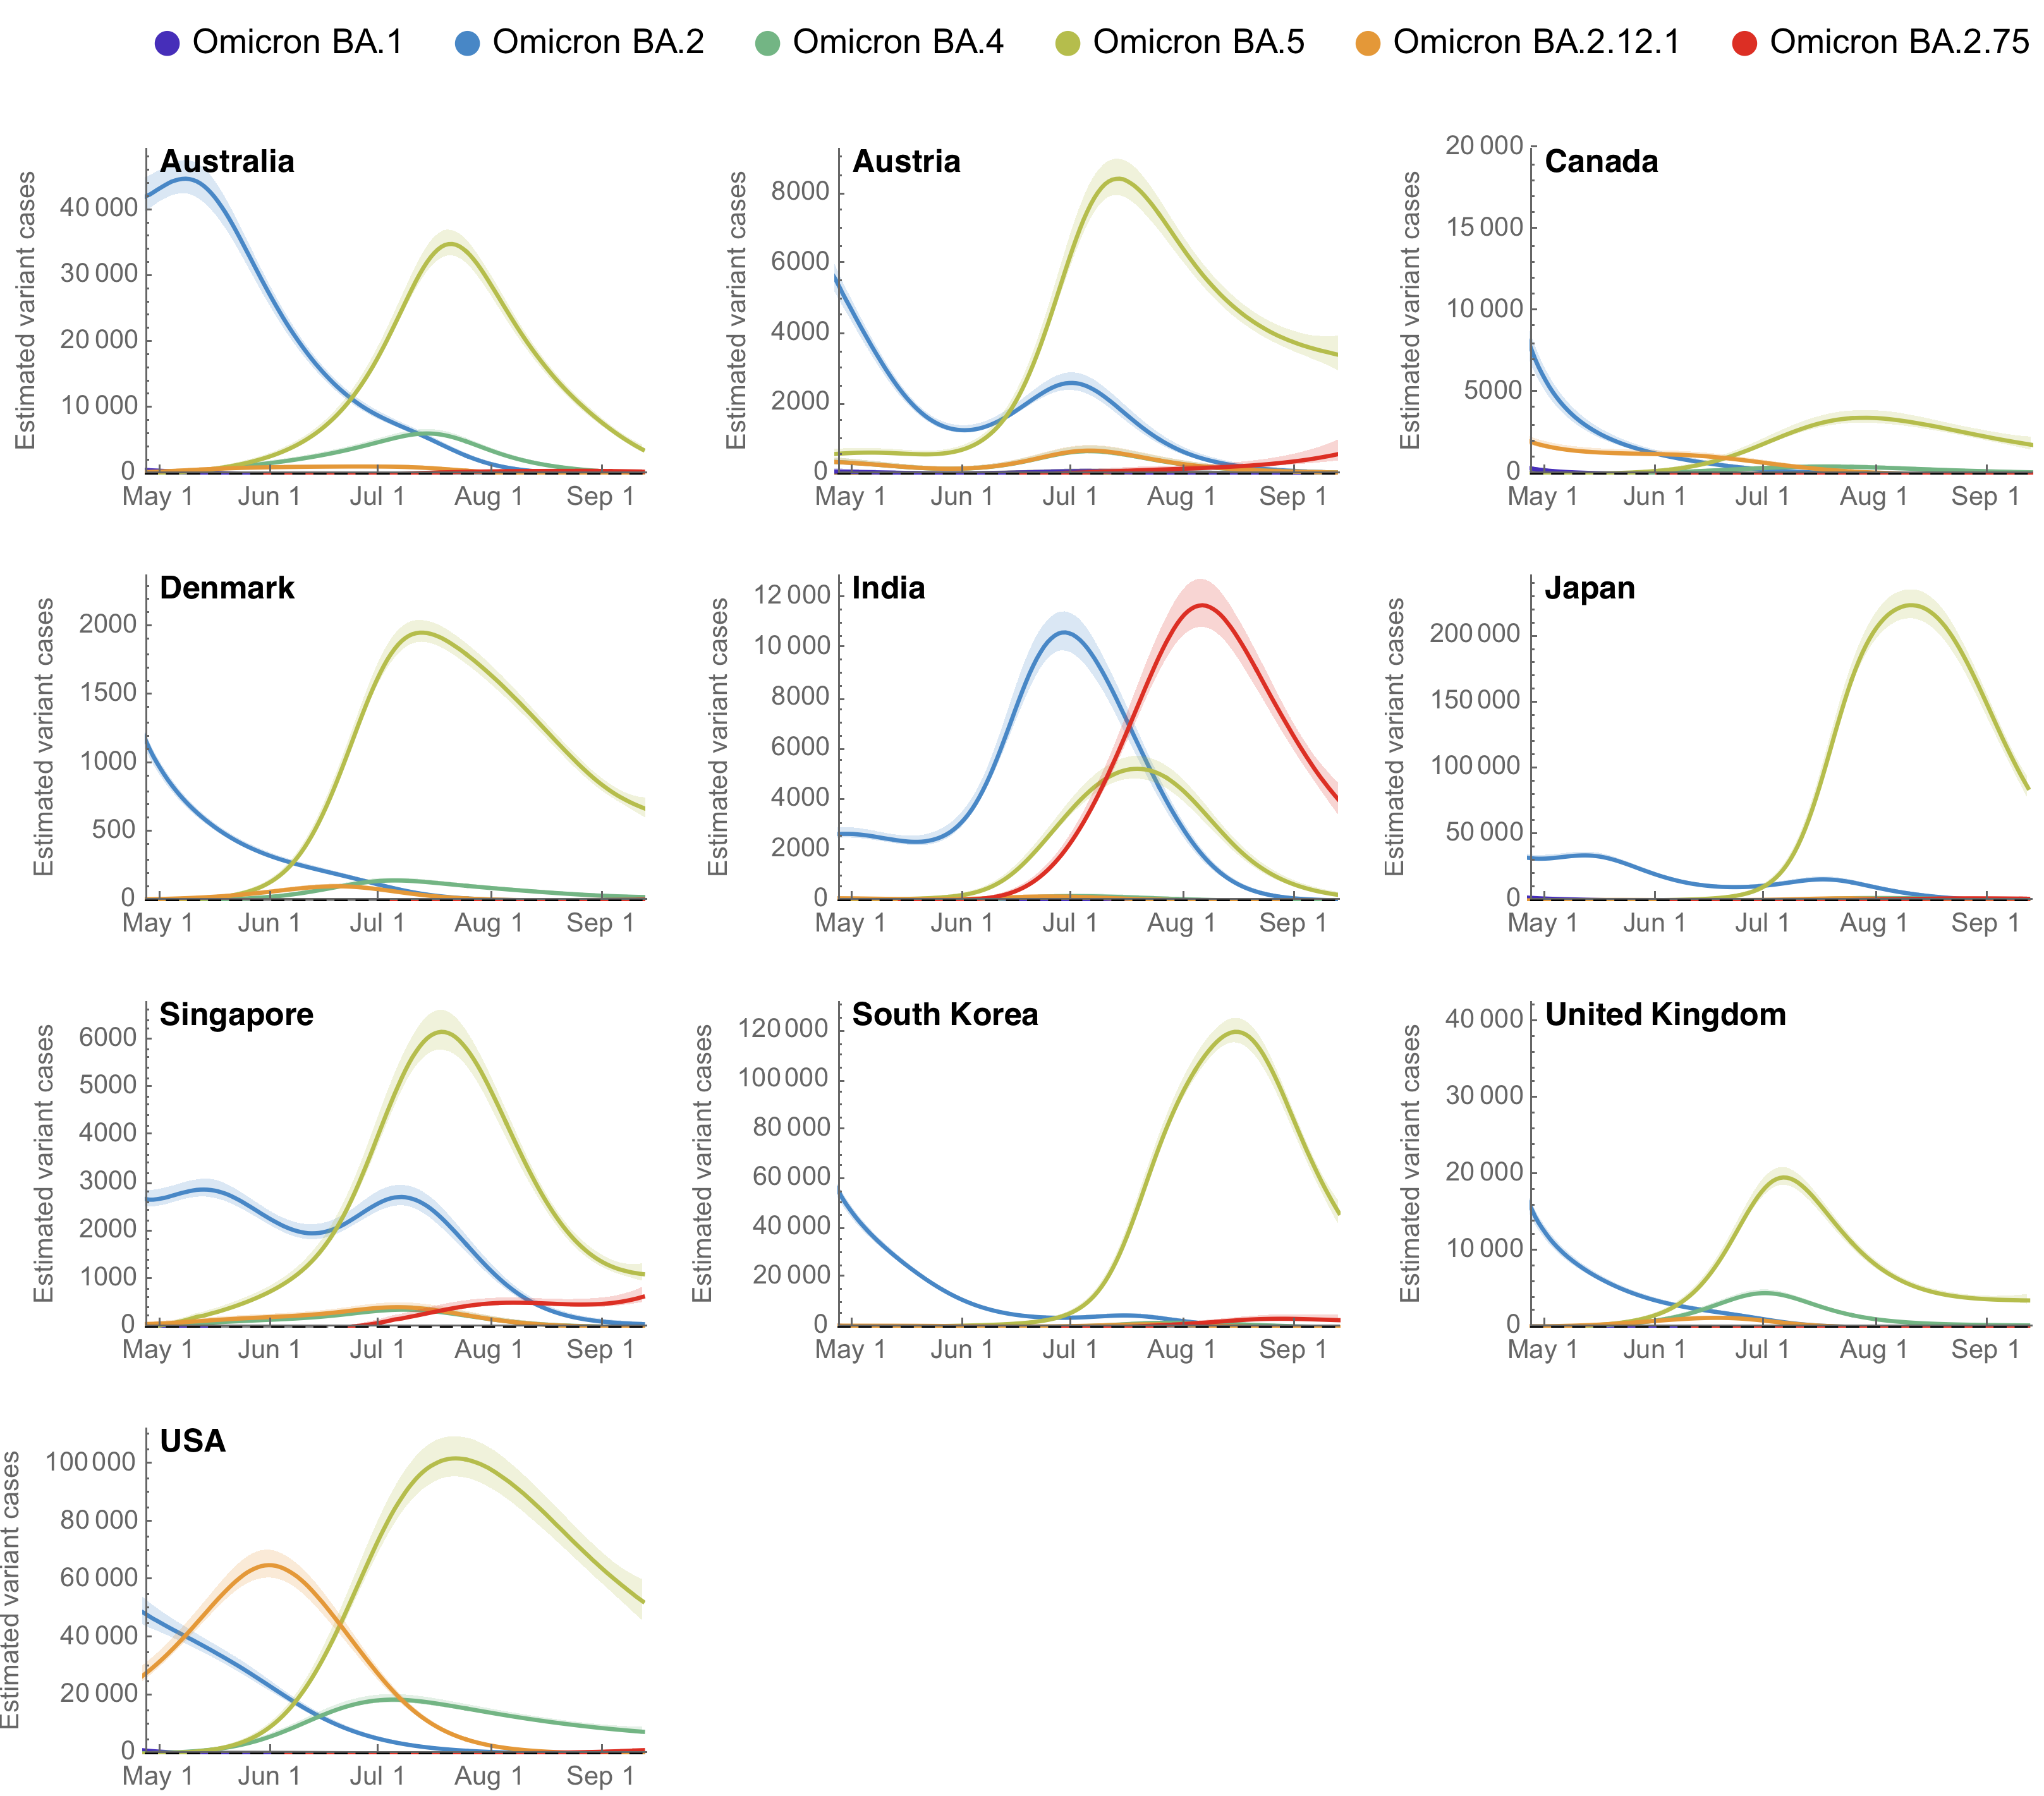 Omicron BA.1 Omicron BA.2 Omicron BA.4 Omicron BA.5 Omicron BA.2.12.1 Omicron BA.2.75
Australia
Estimated variant cases
40 000
30 000
20 000
10 000
0
May 1 Jun 1 Jul 1 Aug 1 Sep 1
Austria
Estimated variant cases
8000
6000
4000
2000
0
May 1 Jun 1 Jul 1 Aug 1 Sep 1
Canada
Estimated variant cases
20 000
15 000
10 000
5000
0
May 1 Jun 1 Jul 1 Aug 1 Sep 1
Denmark
Estimated variant cases
2000
1500
1000
500
0
May 1 Jun 1 Jul 1 Aug 1 Sep 1
India
Estimated variant cases
12 000
10 000
8000
6000
4000
2000
0
May 1 Jun 1 Jul 1 Aug 1 Sep 1
Japan
Estimated variant cases
200 000
150 000
100 000
50 000
0
May 1 Jun 1 Jul 1 Aug 1 Sep 1
Singapore
Estimated variant cases
6000
5000
4000
3000
2000
1000
0
May 1 Jun 1 Jul 1 Aug 1 Sep 1
South Korea
Estimated variant cases
120 000
100 000
80 000
60 000
40 000
20 000
0
May 1 Jun 1 Jul 1 Aug 1 Sep 1
United Kingdom
Estimated variant cases
40 000
30 000
20 000
10 000
0
May 1 Jun 1 Jul 1 Aug 1 Sep 1
USA
Estimated variant cases
100 000
80 000
60 000
40 000
20 000
0
May 1 Jun 1 Jul 1 Aug 1 Sep 1